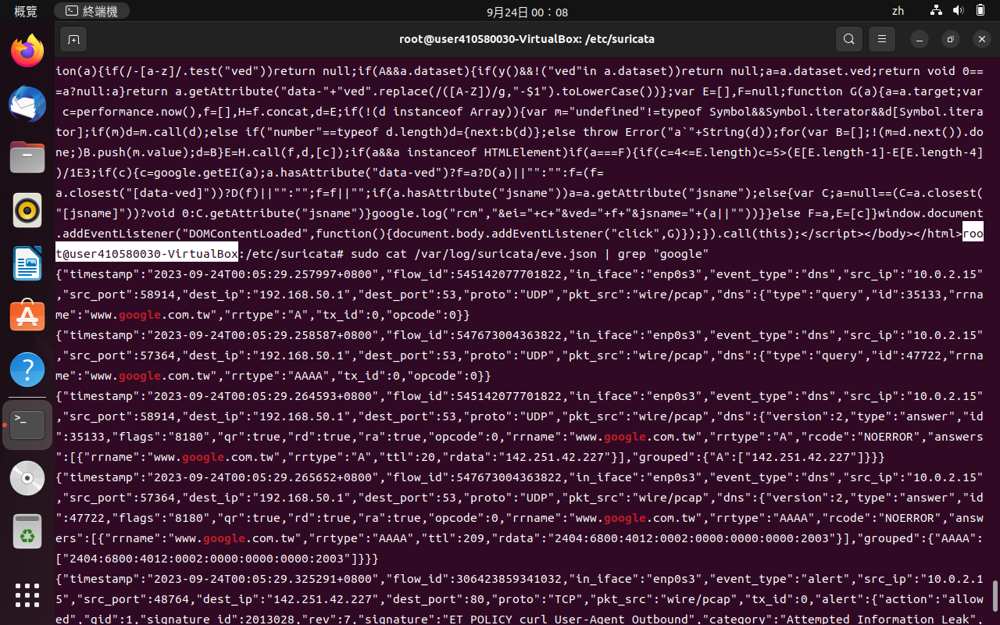 概覽 終端機 9月24日 00：08 zh
root@user410580030-VirtualBox: /etc/suricata
ion(a){if(/-[a-z]/.test("ved"))return null;if(A&&a.dataset){if(y()&&!("ved"in a.dataset))return null;a=a.dataset.ved;return void 0==
=a?null:a}return a.getAttribute("data-"+"ved".replace(/([A-Z])/g,"-$1").toLowerCase())};var E=[],F=null;function G(a){a=a.target;var
 c=performance.now(),f=[],H=f.concat,d=E;if(!(d instanceof Array)){var m="undefined"!=typeof Symbol&&Symbol.iterator&&d[Symbol.itera
tor];if(m)d=m.call(d);else if("number"==typeof d.length)d={next:b(d)};else throw Error("a`"+String(d));for(var B=[];!(m=d.next()).do
ne;)B.push(m.value);d=B}E=H.call(f,d,[c]);if(a&&a instanceof HTMLElement)if(a===F){if(c=4<=E.length)c=5>(E[E.length-1]-E[E.length-4]
)/1E3;if(c){c=google.getEI(a);a.hasAttribute("data-ved")?f=a?D(a)||"":"":f=(f=
a.closest("[data-ved]"))?D(f)||"":"";f=f||"";if(a.hasAttribute("jsname"))a=a.getAttribute("jsname");else{var C;a=null==(C=a.closest(
"[jsname]"))?void 0:C.getAttribute("jsname")}google.log("rcm","&ei="+c+"&ved="+f+"&jsname="+(a||""))}}else F=a,E=[c]}window.document
.addEventListener("DOMContentLoaded",function(){document.body.addEventListener("click",G)});}).call(this);</script></body></html>roo
t@user410580030-VirtualBox:/etc/suricata# sudo cat /var/log/suricata/eve.json | grep "google"
{"timestamp":"2023-09-24T00:05:29.257997+0800","flow_id":545142077701822,"in_iface":"enp0s3","event_type":"dns","src_ip":"10.0.2.15"
,"src_port":58914,"dest_ip":"192.168.50.1","dest_port":53,"proto":"UDP","pkt_src":"wire/pcap","dns":{"type":"query","id":35133,"rrna
me":"www.google.com.tw","rrtype":"A","tx_id":0,"opcode":0}}
{"timestamp":"2023-09-24T00:05:29.258587+0800","flow_id":547673004363822,"in_iface":"enp0s3","event_type":"dns","src_ip":"10.0.2.15"
,"src_port":57364,"dest_ip":"192.168.50.1","dest_port":53,"proto":"UDP","pkt_src":"wire/pcap","dns":{"type":"query","id":47722,"rrna
me":"www.google.com.tw","rrtype":"AAAA","tx_id":0,"opcode":0}}
{"timestamp":"2023-09-24T00:05:29.264593+0800","flow_id":545142077701822,"in_iface":"enp0s3","event_type":"dns","src_ip":"10.0.2.15"
,"src_port":58914,"dest_ip":"192.168.50.1","dest_port":53,"proto":"UDP","pkt_src":"wire/pcap","dns":{"version":2,"type":"answer","id
":35133,"flags":"8180","qr":true,"rd":true,"ra":true,"opcode":0,"rrname":"www.google.com.tw","rrtype":"A","rcode":"NOERROR","answers
":[{"rrname":"www.google.com.tw","rrtype":"A","ttl":20,"rdata":"142.251.42.227"}],"grouped":{"A":["142.251.42.227"]}}}
{"timestamp":"2023-09-24T00:05:29.265652+0800","flow_id":547673004363822,"in_iface":"enp0s3","event_type":"dns","src_ip":"10.0.2.15"
,"src_port":57364,"dest_ip":"192.168.50.1","dest_port":53,"proto":"UDP","pkt_src":"wire/pcap","dns":{"version":2,"type":"answer","id
":47722,"flags":"8180","qr":true,"rd":true,"ra":true,"opcode":0,"rrname":"www.google.com.tw","rrtype":"AAAA","rcode":"NOERROR","answ
ers":[{"rrname":"www.google.com.tw","rrtype":"AAAA","ttl":209,"rdata":"2404:6800:4012:0002:0000:0000:0000:2003"}],"grouped":{"AAAA":
["2404:6800:4012:0002:0000:0000:0000:2003"]}}}
{"timestamp":"2023-09-24T00:05:29.325291+0800","flow_id":306423859341032,"in_iface":"enp0s3","event_type":"alert","src_ip":"10.0.2.1
5","src_port":48764,"dest_ip":"142.251.42.227","dest_port":80,"proto":"TCP","pkt_src":"wire/pcap","tx_id":0,"alert":{"action":"allow
ed","gid":1,"signature_id":2013028,"rev":7,"signature":"ET POLICY curl User-Agent Outbound","category":"Attempted Information Leak",